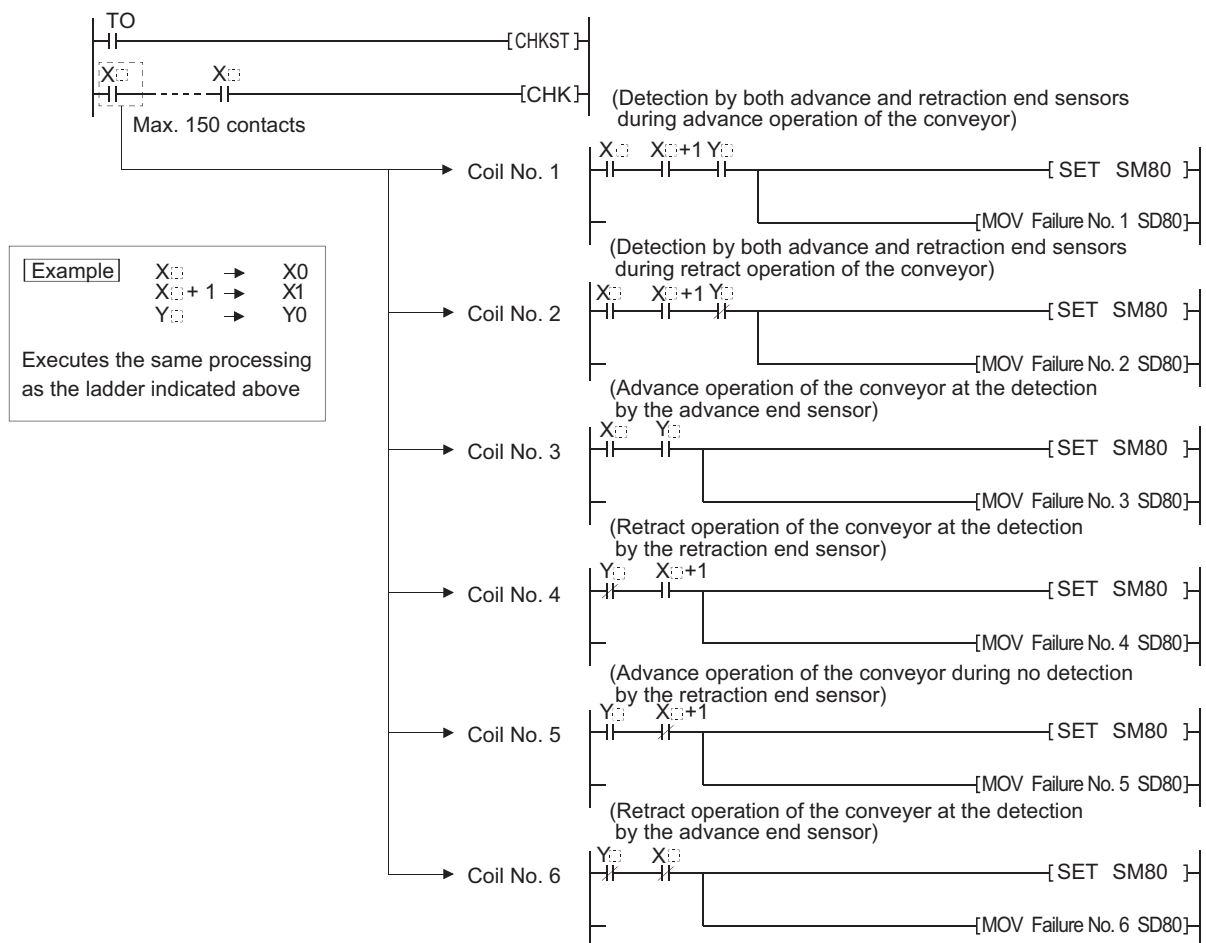 TO
[CHKST]
X⬚ X⬚
[CHK]
Max. 150 contacts
(Detection by both advance and retraction end sensors
during advance operation of the conveyor)
X⬚ X⬚+1 Y⬚
Coil No. 1
[SET SM80 ]
[MOV Failure No. 1 SD80]
(Detection by both advance and retraction end sensors
during retract operation of the conveyor)
Example X⬚ → X0
X⬚+ 1 → X1
Y⬚ → Y0
Executes the same processing
as the ladder indicated above
X⬚ X⬚+1 Y⬚
Coil No. 2
[SET SM80 ]
[MOV Failure No. 2 SD80]
(Advance operation of the conveyor at the detection
by the advance end sensor)
X⬚ Y⬚
Coil No. 3
[SET SM80 ]
[MOV Failure No. 3 SD80]
(Retract operation of the conveyor at the detection
by the retraction end sensor)
Y⬚ X⬚+1
Coil No. 4
[SET SM80 ]
[MOV Failure No. 4 SD80]
(Advance operation of the conveyor during no detection
by the retraction end sensor)
Y⬚ X⬚+1
Coil No. 5
[SET SM80 ]
[MOV Failure No. 5 SD80]
(Retract operation of the conveyer at the detection
by the advance end sensor)
Y⬚ X⬚
Coil No. 6
[SET SM80 ]
[MOV Failure No. 6 SD80]